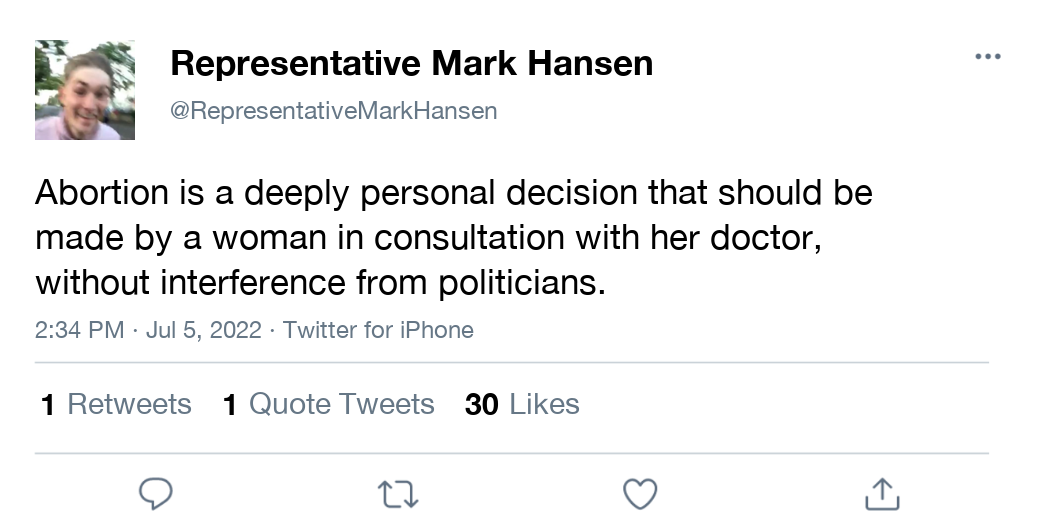 Representative Mark Hansen
@RepresentativeMarkHansen
Abortion is a deeply personal decision that should be
made by a woman in consultation with her doctor,
without interference from politicians.
2:34 PM · Jul 5, 2022 · Twitter for iPhone
1 Retweets 1 Quote Tweets 30 Likes